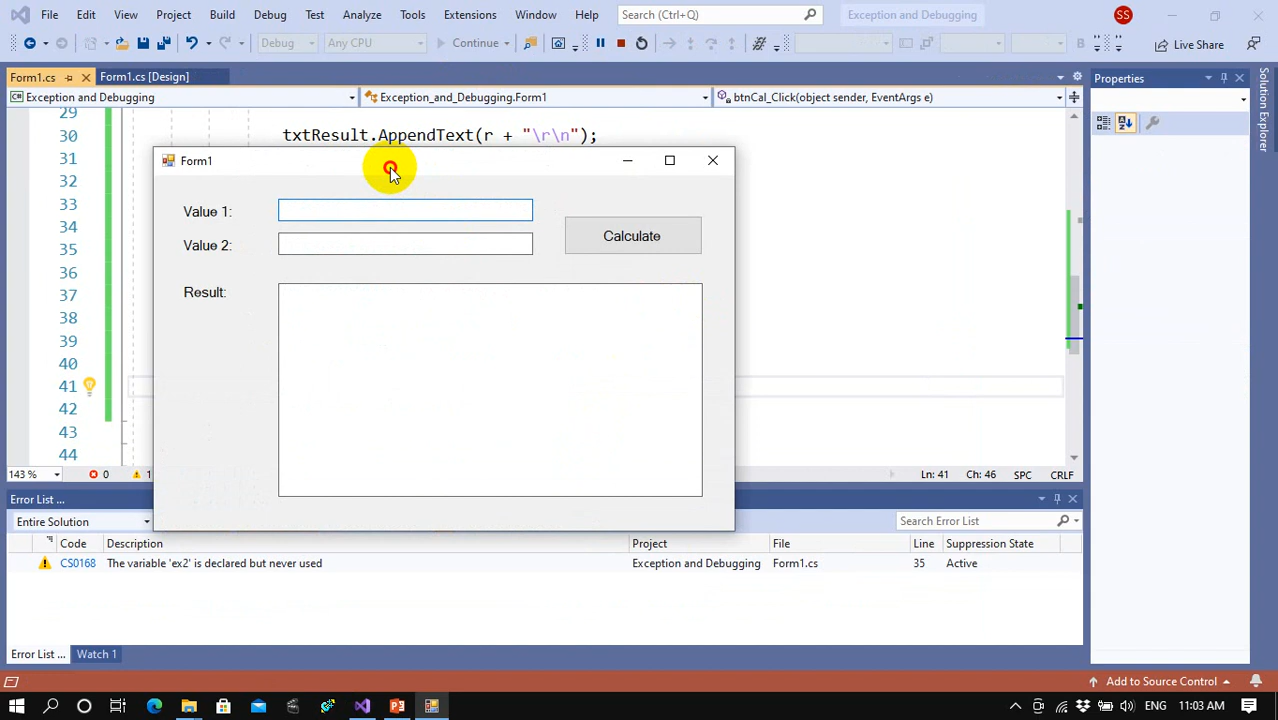 File Edit View Project Build Debug Test Analyze Tools Extensions Window Help Search (Ctrl+Q) Exception and Debugging SS
Debug Any CPU Continue Live Share
Form1.cs Form1.cs [Design] Properties
Exception and Debugging Exception_and_Debugging.Form1 btnCal_Click(object sender, EventArgs e)
Solution Explorer
29
30 txtResult.AppendText(r + "\r\n");
31
32
33
34
35
36
37
38
39
40
41
42
43
44
Form1
Value 1:
Value 2:
Calculate
Result:
143 % 0 1 Ln: 41 Ch: 46 SPC CRLF
Error List ...
Entire Solution Search Error List
Code Description Project File Line Suppression State
CS0168 The variable 'ex2' is declared but never used Exception and Debugging Form1.cs 35 Active
Error List ... Watch 1
Add to Source Control
ENG 11:03 AM